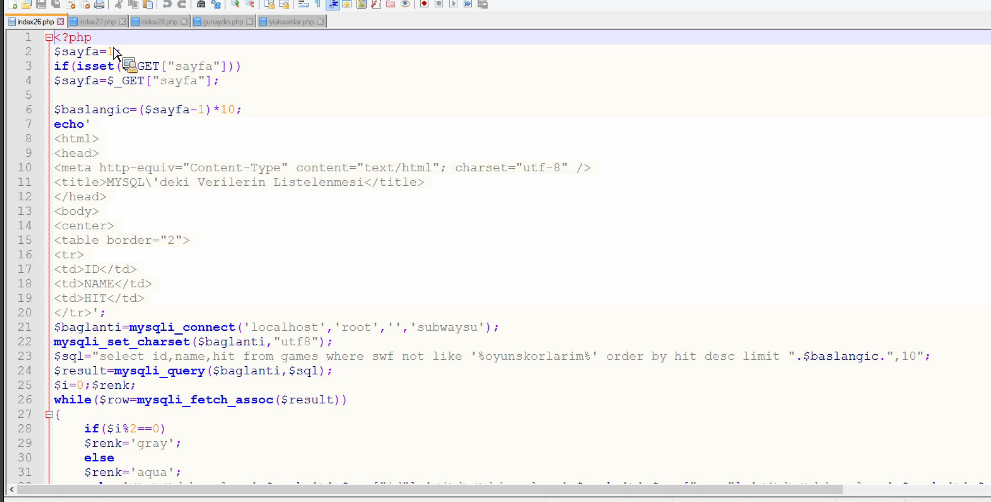 index26.php index27.php index28.php gunaydin.php iyiaksamlar.php
1 <?php
2 $sayfa=1;
3 if(isset($_GET["sayfa"]))
4 $sayfa=$_GET["sayfa"];
5
6 $baslangic=($sayfa-1)*10;
7 echo'
8 <html>
9 <head>
10 <meta http-equiv="Content-Type" content="text/html"; charset="utf-8" />
11 <title>MYSQL\'deki Verilerin Listelenmesi</title>
12 </head>
13 <body>
14 <center>
15 <table border="2">
16 <tr>
17 <td>ID</td>
18 <td>NAME</td>
19 <td>HIT</td>
20 </tr>';
21 $baglanti=mysqli_connect('localhost','root','','subwaysu');
22 mysqli_set_charset($baglanti,"utf8");
23 $sql="select id,name,hit from games where swf not like '%oyunskorlarim%' order by hit desc limit ".$baslangic.",10";
24 $result=mysqli_query($baglanti,$sql);
25 $i=0;$renk;
26 while($row=mysqli_fetch_assoc($result))
27 {
28 if($i%2==0)
29 $renk='gray';
30 else
31 $renk='aqua';